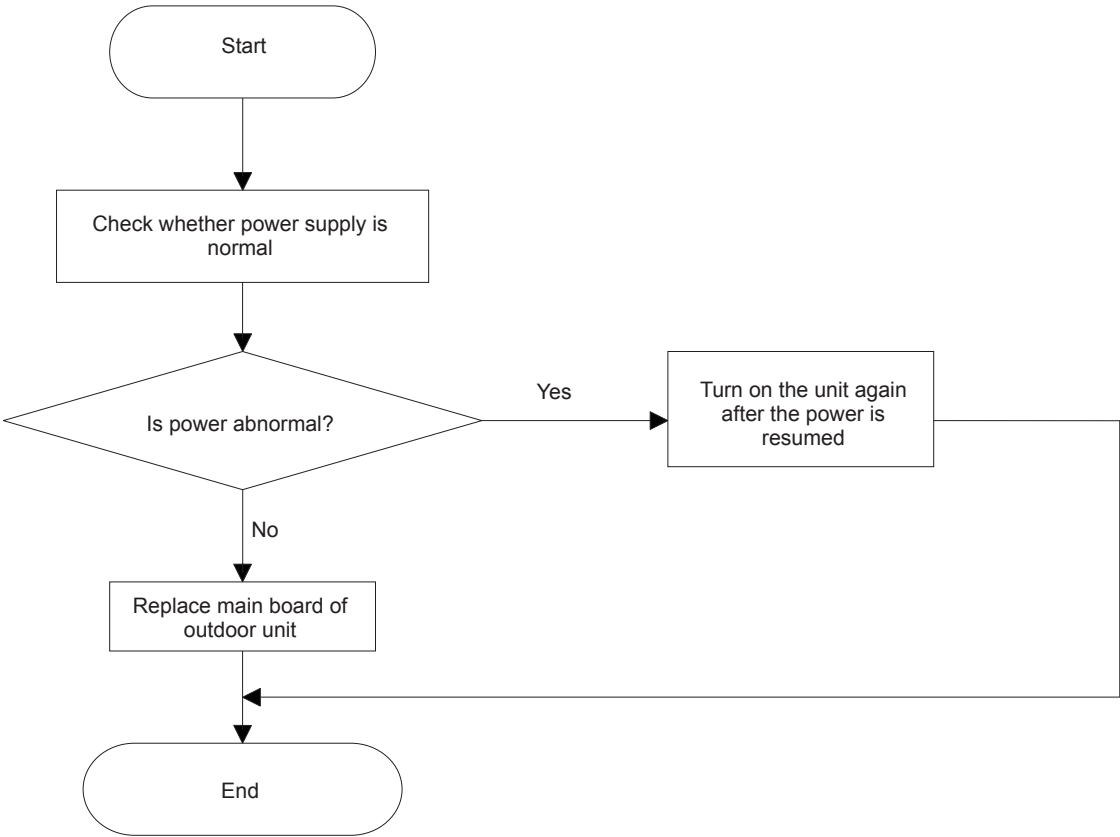 Start
Check whether power supply is
normal
Is power abnormal?
Yes
Turn on the unit again
after the power is
resumed
No
Replace main board of
outdoor unit
End